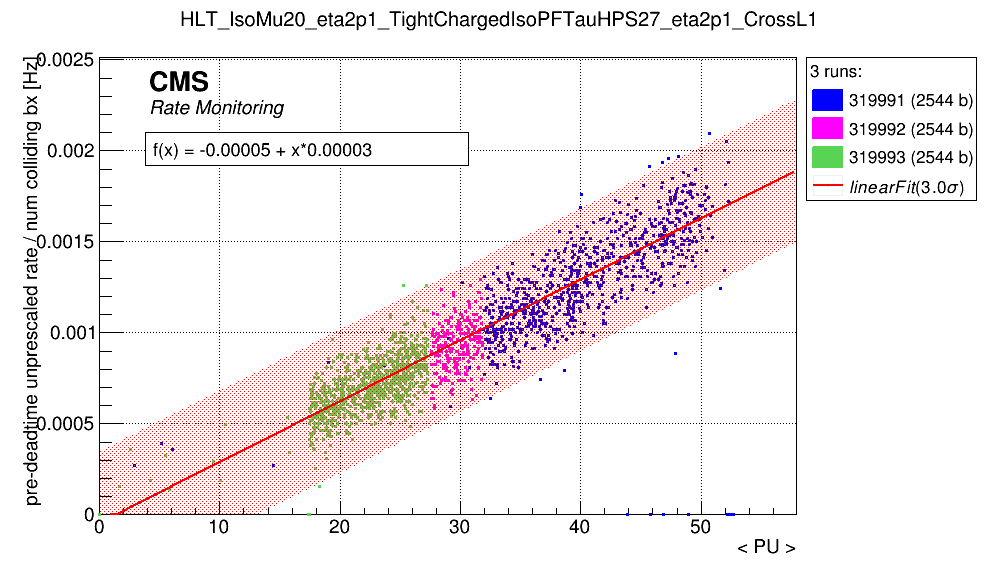 HLT_IsoMu20_eta2p1_TightChargedIsoPFTauHPS27_eta2p1_CrossL1
pre-deadtime unprescaled rate / num colliding bx [Hz]
0.0025
0.002
0.0015
0.001
0.0005
0
CMS
Rate Monitoring
f(x) = -0.00005 + x*0.00003
3 runs:
319991 (2544 b)
319992 (2544 b)
319993 (2544 b)
linearFit(3.0σ)
0 10 20 30 40 50
< PU >